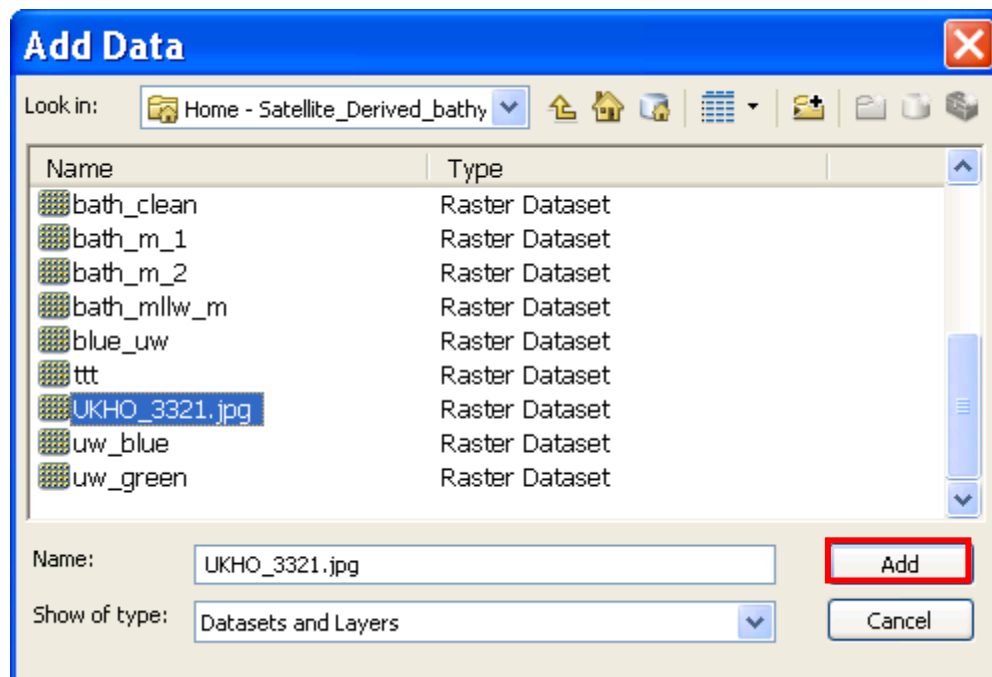 Add Data
Look in: Home - Satellite_Derived_bathy
Name Type
bath_clean Raster Dataset
bath_m_1 Raster Dataset
bath_m_2 Raster Dataset
bath_mllw_m Raster Dataset
blue_uw Raster Dataset
ttt Raster Dataset
UKHO_3321.jpg Raster Dataset
uw_blue Raster Dataset
uw_green Raster Dataset
Name: UKHO_3321.jpg Add
Show of type: Datasets and Layers Cancel